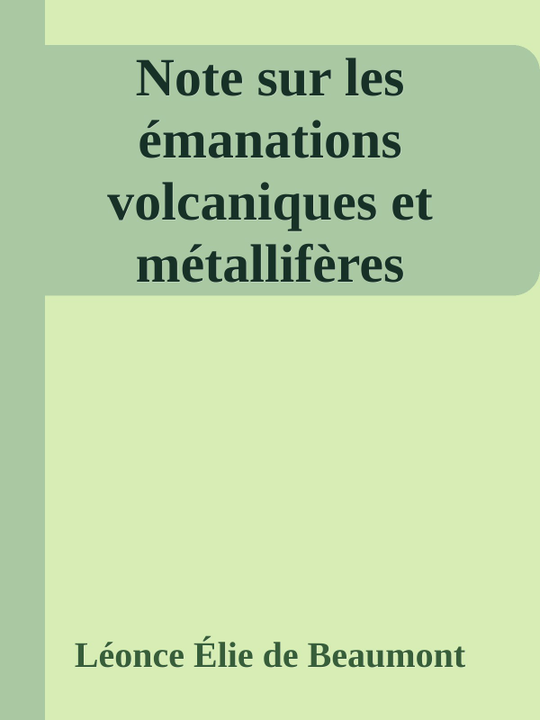 Note sur les
émanations
volcaniques et
métallifères
Léonce Élie de Beaumont